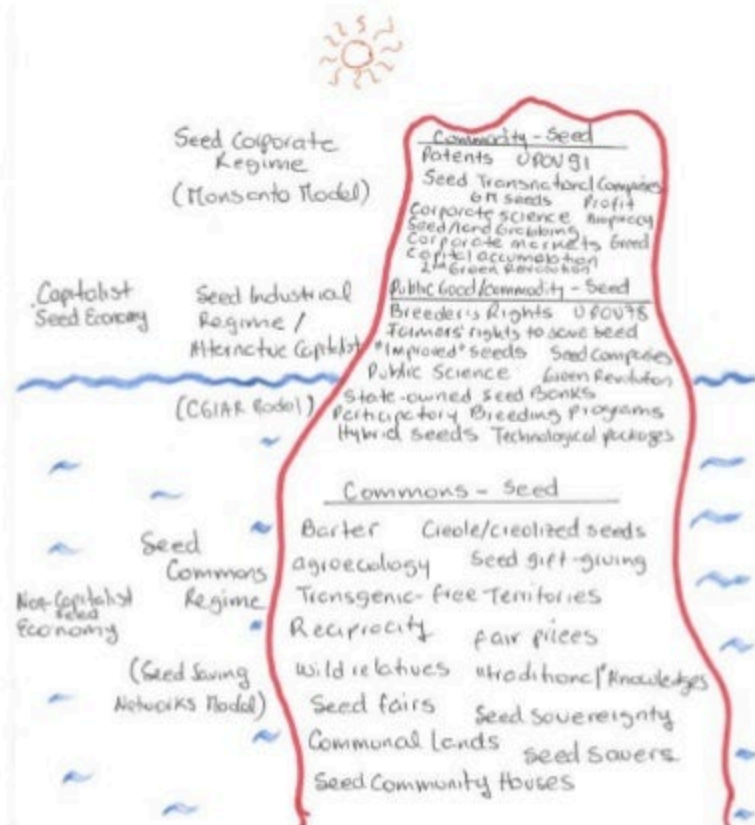 Seed Corporate
Regime
(Monsanto Model)
Commodity - Seed
Patents UPOV 91
Seed Transnational Companies
GM seeds Profit
Corporate science Biopiracy
Seed/land Grabbing
Corporate markets Greed
Capital accumulation
2nd Green Revolution
Capitalist
Seed Economy
Seed Industrial
Regime /
Alternative Capitalist
(CGIAR Model)
Public Good/commodity - Seed
Breeder's Rights UPOV78
Farmers' rights to save seed
"Improved" seeds Seed Companies
Public Science Green Revolution
State-owned Seed Banks
Participatory Breeding Programs
Hybrid seeds Technological packages
Commons - Seed
Barter Creole/creolized seeds
agroecology Seed gift-giving
Transgenic-free Territories
Reciprocity fair prices
wild relatives "traditional" Knowledges
Seed fairs Seed Sovereignty
Communal Lands Seed Savers
Seed Community Houses
Seed
Commons
Regime
(Seed Saving
Networks Model)
Non-Capitalist
Seed
Economy